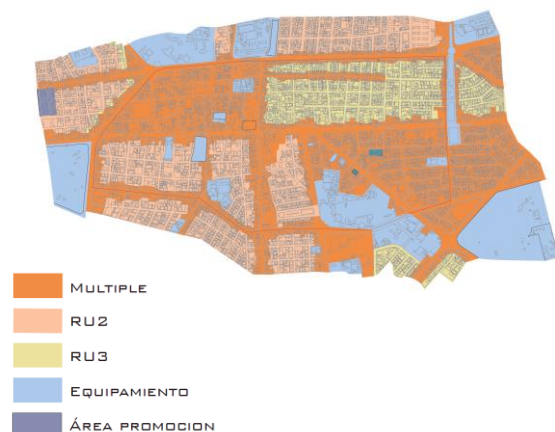 MULTIPLE
RU2
RU3
EQUIPAMIENTO
ÁREA PROMOCION